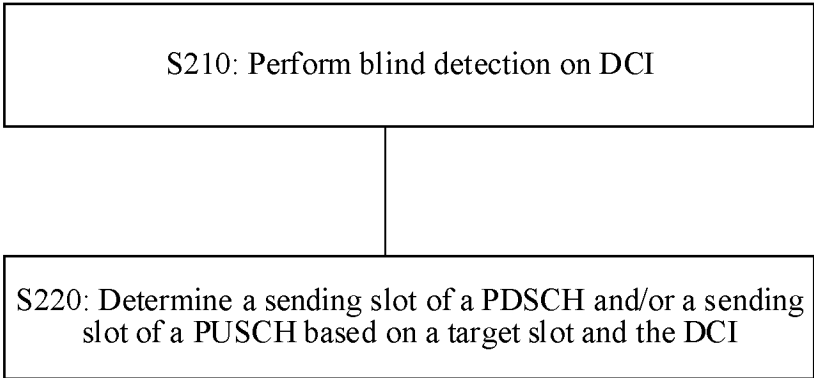 S210: Perform blind detection on DCI
S220: Determine a sending slot of a PDSCH and/or a sending
slot of a PUSCH based on a target slot and the DCI